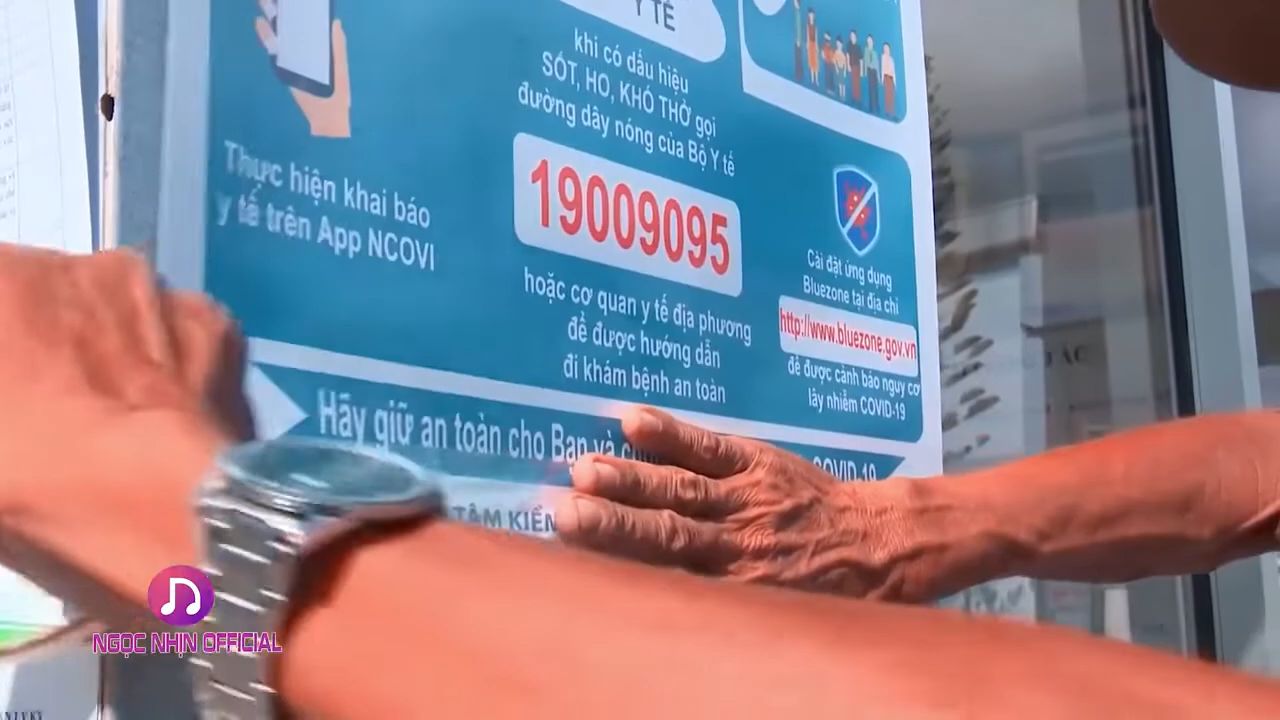 Y TẾ
khi có dấu hiệu
SỐT, HO, KHÓ THỞ gọi
đường dây nóng của Bộ Y tế
19009095
hoặc cơ quan y tế địa phương
để được hướng dẫn
đi khám bệnh an toàn
Thực hiện khai báo
y tế trên App NCOVI
Cài đặt ứng dụng
Bluezone tại địa chỉ
http://www.bluezone.gov.vn
để được cảnh báo nguy cơ
lây nhiễm COVID-19
Hãy giữ an toàn cho Bạn và COVID-19
TÂM KIỂM
NGỌC NHỊN OFFICIAL